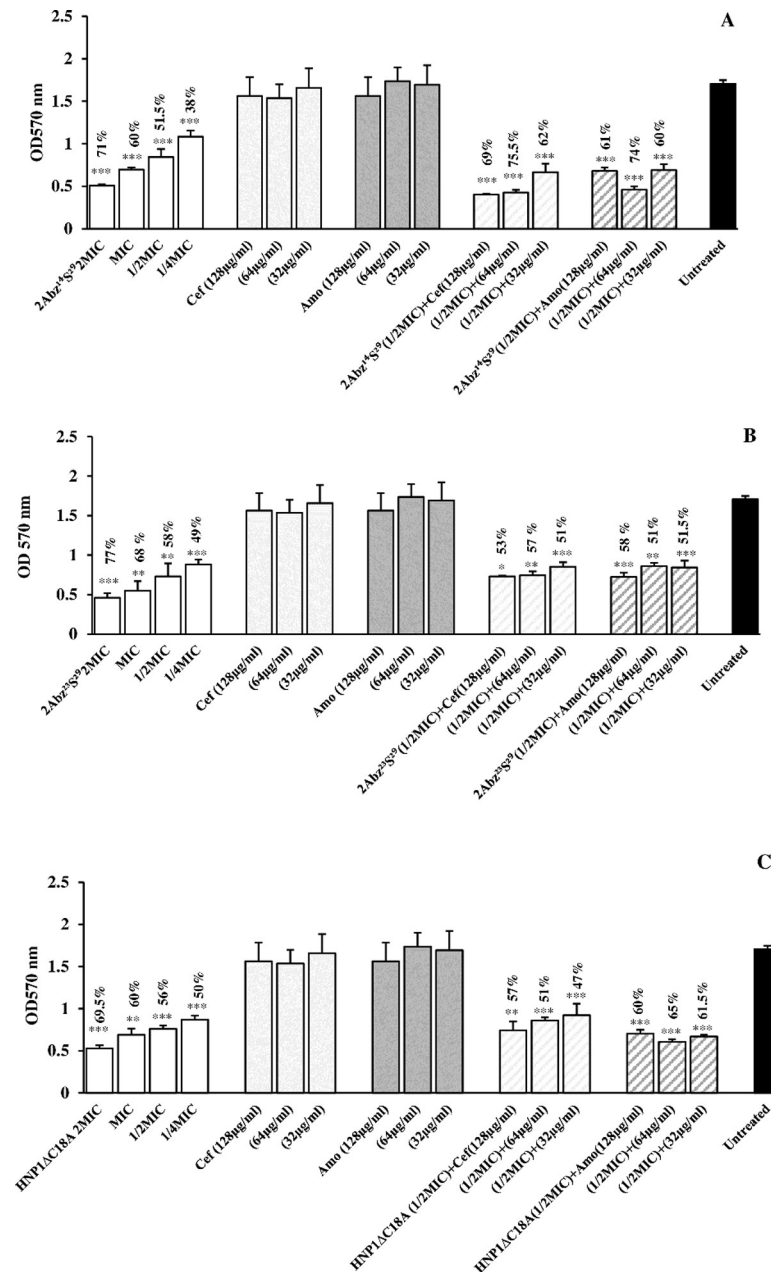 A
OD570 nm
2.5
2
1.5
1
0.5
0
71%
***
60%
***
51.5%
***
38%
***
69%
***
75.5%
***
62%
***
61%
***
74%
***
60%
***
2Abz¹⁴S²⁹2MIC
MIC
1/2MIC
1/4MIC
Cef (128µg/ml)
(64µg/ml)
(32µg/ml)
Amo (128µg/ml)
(64µg/ml)
(32µg/ml)
2Abz¹⁴S²⁹(1/2MIC)+Cef(128µg/ml)
(1/2MIC)+(64µg/ml)
(1/2MIC)+(32µg/ml)
2Abz¹⁴S²⁹(1/2MIC)+Amo(128µg/ml)
(1/2MIC)+(64µg/ml)
(1/2MIC)+(32µg/ml)
Untreated
B
OD 570 nm
2.5
2
1.5
1
0.5
0
77%
***
68 %
**
58%
**
49%
***
53%
*
57 %
**
51%
***
58 %
***
51%
**
51.5%
***
2Abz²³S²⁹2MIC
MIC
1/2MIC
1/4MIC
Cef (128µg/ml)
(64µg/ml)
(32µg/ml)
Amo (128µg/ml)
(64µg/ml)
(32µg/ml)
2Abz²³S²⁹(1/2MIC)+Cef(128µg/ml)
(1/2MIC)+(64µg/ml)
(1/2MIC)+(32µg/ml)
2Abz²³S²⁹(1/2MIC)+Amo(128µg/ml)
(1/2MIC)+(64µg/ml)
(1/2MIC)+(32µg/ml)
Untreated
C
OD570 nm
2.5
2
1.5
1
0.5
0
69.5%
***
60%
**
56%
***
50%
***
57%
**
51%
***
47%
***
60%
***
65%
***
61.5%
***
HNP1ΔC18A 2MIC
MIC
1/2MIC
1/4MIC
Cef (128µg/ml)
(64µg/ml)
(32µg/ml)
Amo (128µg/ml)
(64µg/ml)
(32µg/ml)
HNP1ΔC18A (1/2MIC)+Cef(128µg/ml)
(1/2MIC)+(64µg/ml)
(1/2MIC)+(32µg/ml)
HNP1ΔC18A(1/2MIC)+Amo(128µg/ml)
(1/2MIC)+(64µg/ml)
(1/2MIC)+(32µg/ml)
Untreated